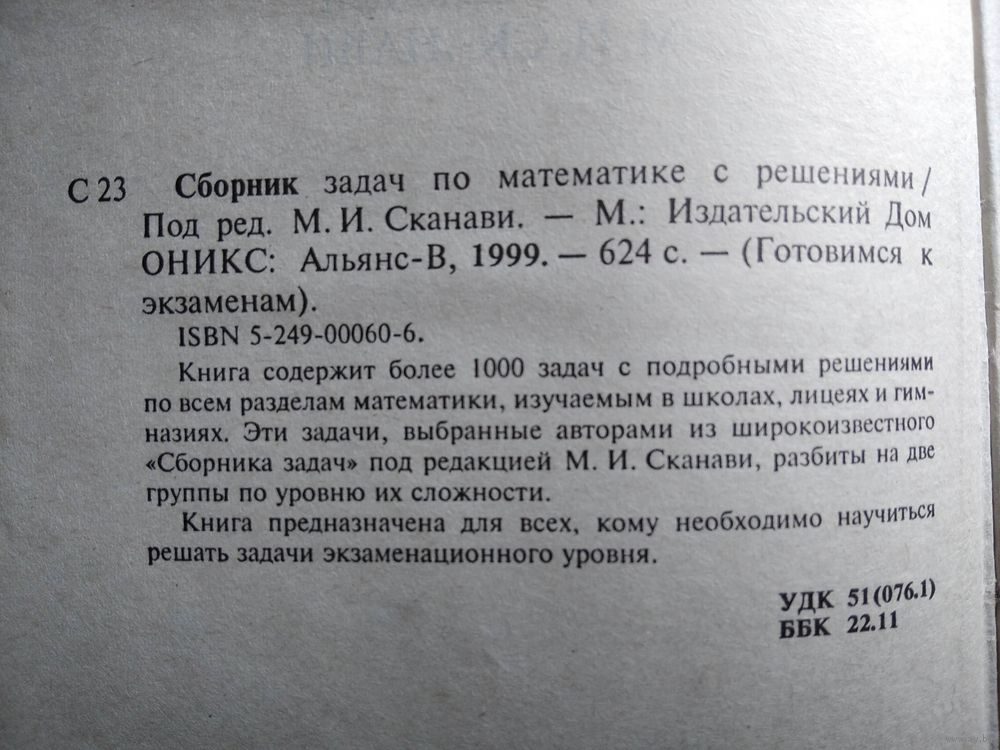 С 23 Сборник задач по математике с решениями/
Под ред. М. И. Сканави. — М.: Издательский Дом
ОНИКС: Альянс-В, 1999. — 624 с. — (Готовимся к
экзаменам).
ISBN 5-249-00060-6.
Книга содержит более 1000 задач с подробными решениями
по всем разделам математики, изучаемым в школах, лицеях и гим-
назиях. Эти задачи, выбранные авторами из широкоизвестного
«Сборника задач» под редакцией М. И. Сканави, разбиты на две
группы по уровню их сложности.
Книга предназначена для всех, кому необходимо научиться
решать задачи экзаменационного уровня.
УДК 51(076.1)
ББК 22.11